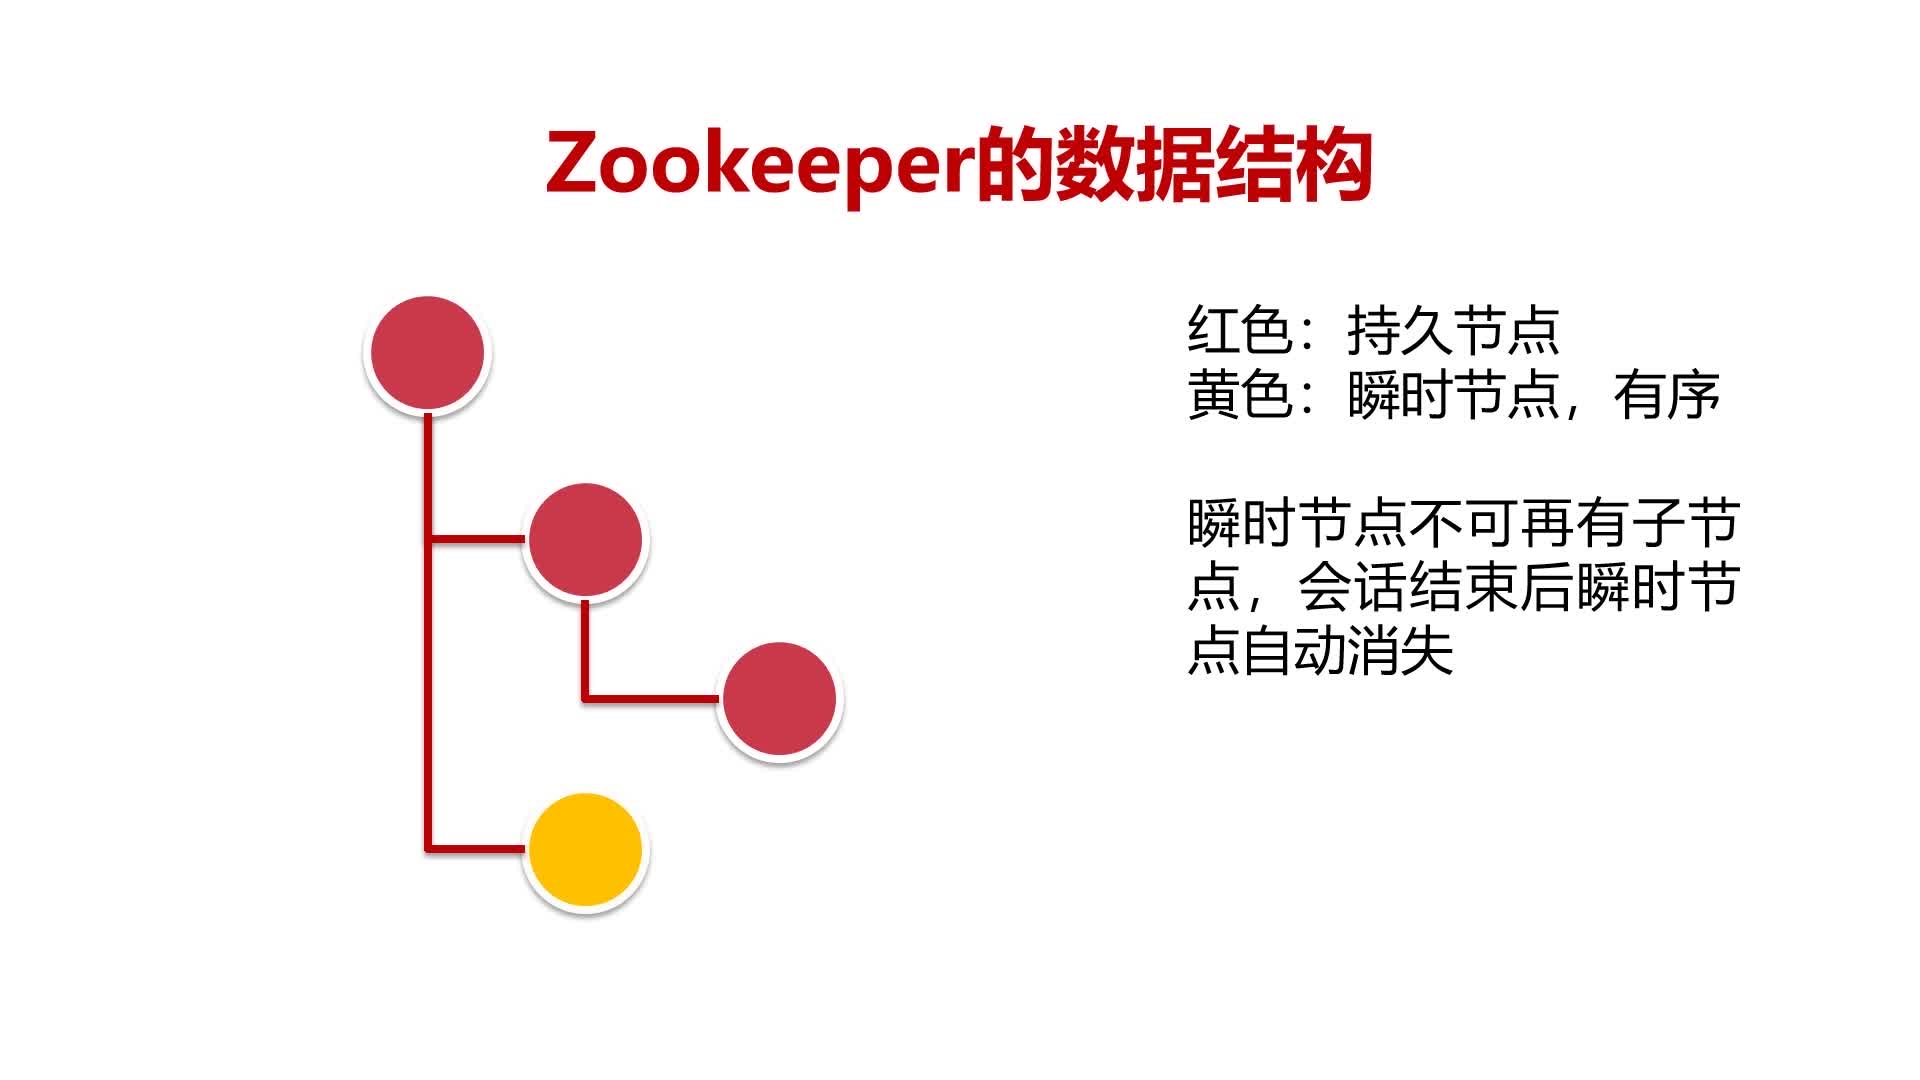 Zookeeper的数据结构
红色：持久节点
黄色：瞬时节点，有序
瞬时节点不可再有子节
点，会话结束后瞬时节
点自动消失